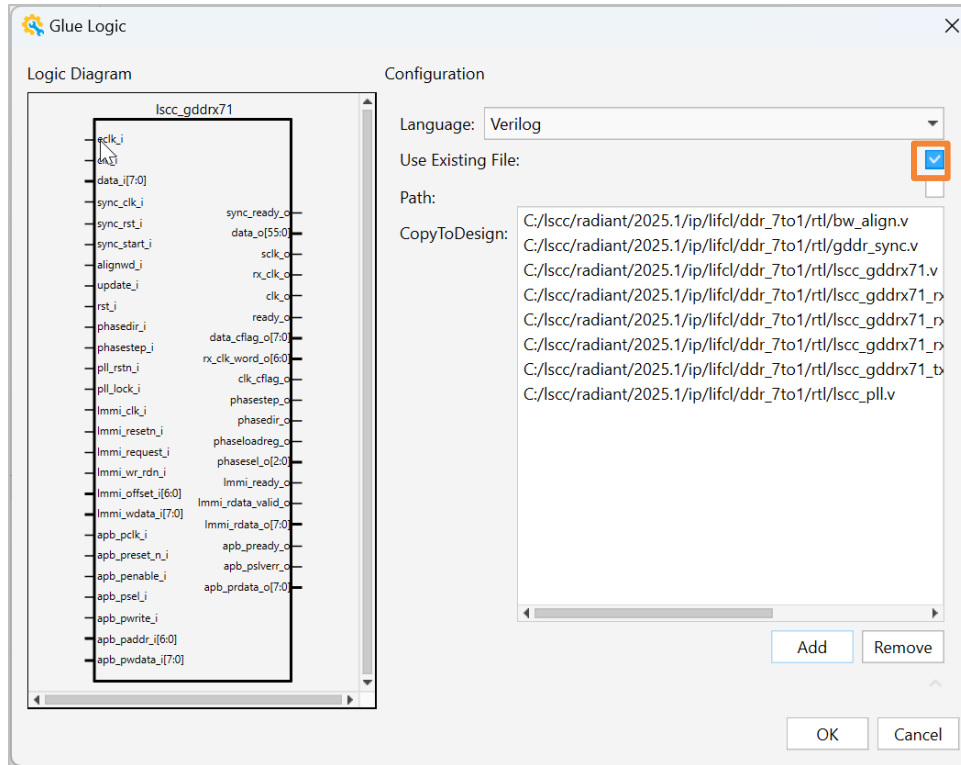 Glue Logic
Logic Diagram
Configuration
lscc_gddrx71
eclk_i
data_i[7:0]
sync_clk_i
sync_rst_i
sync_start_i
alignwd_i
update_i
rst_i
phasedir_i
phasestep_i
pll_rstn_i
pll_lock_i
lmmi_clk_i
lmmi_resetn_i
lmmi_request_i
lmmi_wr_rdn_i
lmmi_offset_i[6:0]
lmmi_wdata_i[7:0]
apb_pclk_i
apb_preset_n_i
apb_penable_i
apb_psel_i
apb_pwrite_i
apb_paddr_i[6:0]
apb_pwdata_i[7:0]
sync_ready_o
data_o[55:0]
sclk_o
rx_clk_o
clk_o
ready_o
data_cflag_o[7:0]
rx_clk_word_o[6:0]
clk_cflag_o
phasestep_o
phasedir_o
phaseloadreg_o
phasesel_o[2:0]
lmmi_ready_o
lmmi_rdata_valid_o
lmmi_rdata_o[7:0]
apb_pready_o
apb_pslverr_o
apb_prdata_o[7:0]
Language: Verilog
Use Existing File:
Path:
CopyToDesign:
C:/lscc/radiant/2025.1/ip/lifcl/ddr_7to1/rtl/bw_align.v
C:/lscc/radiant/2025.1/ip/lifcl/ddr_7to1/rtl/gddr_sync.v
C:/lscc/radiant/2025.1/ip/lifcl/ddr_7to1/rtl/lscc_gddrx71.v
C:/lscc/radiant/2025.1/ip/lifcl/ddr_7to1/rtl/lscc_gddrx71_rx
C:/lscc/radiant/2025.1/ip/lifcl/ddr_7to1/rtl/lscc_gddrx71_rx
C:/lscc/radiant/2025.1/ip/lifcl/ddr_7to1/rtl/lscc_gddrx71_rx
C:/lscc/radiant/2025.1/ip/lifcl/ddr_7to1/rtl/lscc_gddrx71_tx
C:/lscc/radiant/2025.1/ip/lifcl/ddr_7to1/rtl/lscc_pll.v
Add Remove
OK Cancel